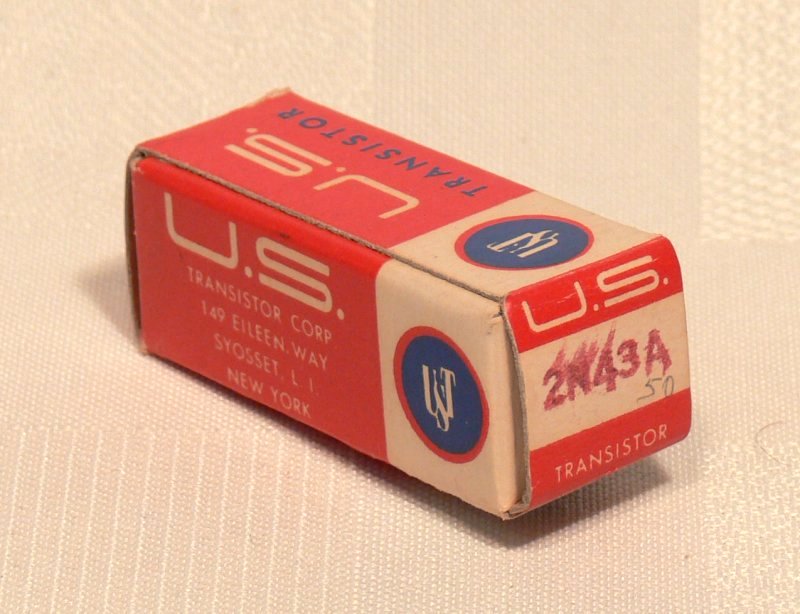 U.S.
TRANSISTOR
UST
U.S.
TRANSISTOR CORP
149 EILEEN WAY
SYOSSET, L. I.
NEW YORK
UST
U.S.
2N43A
50
TRANSISTOR